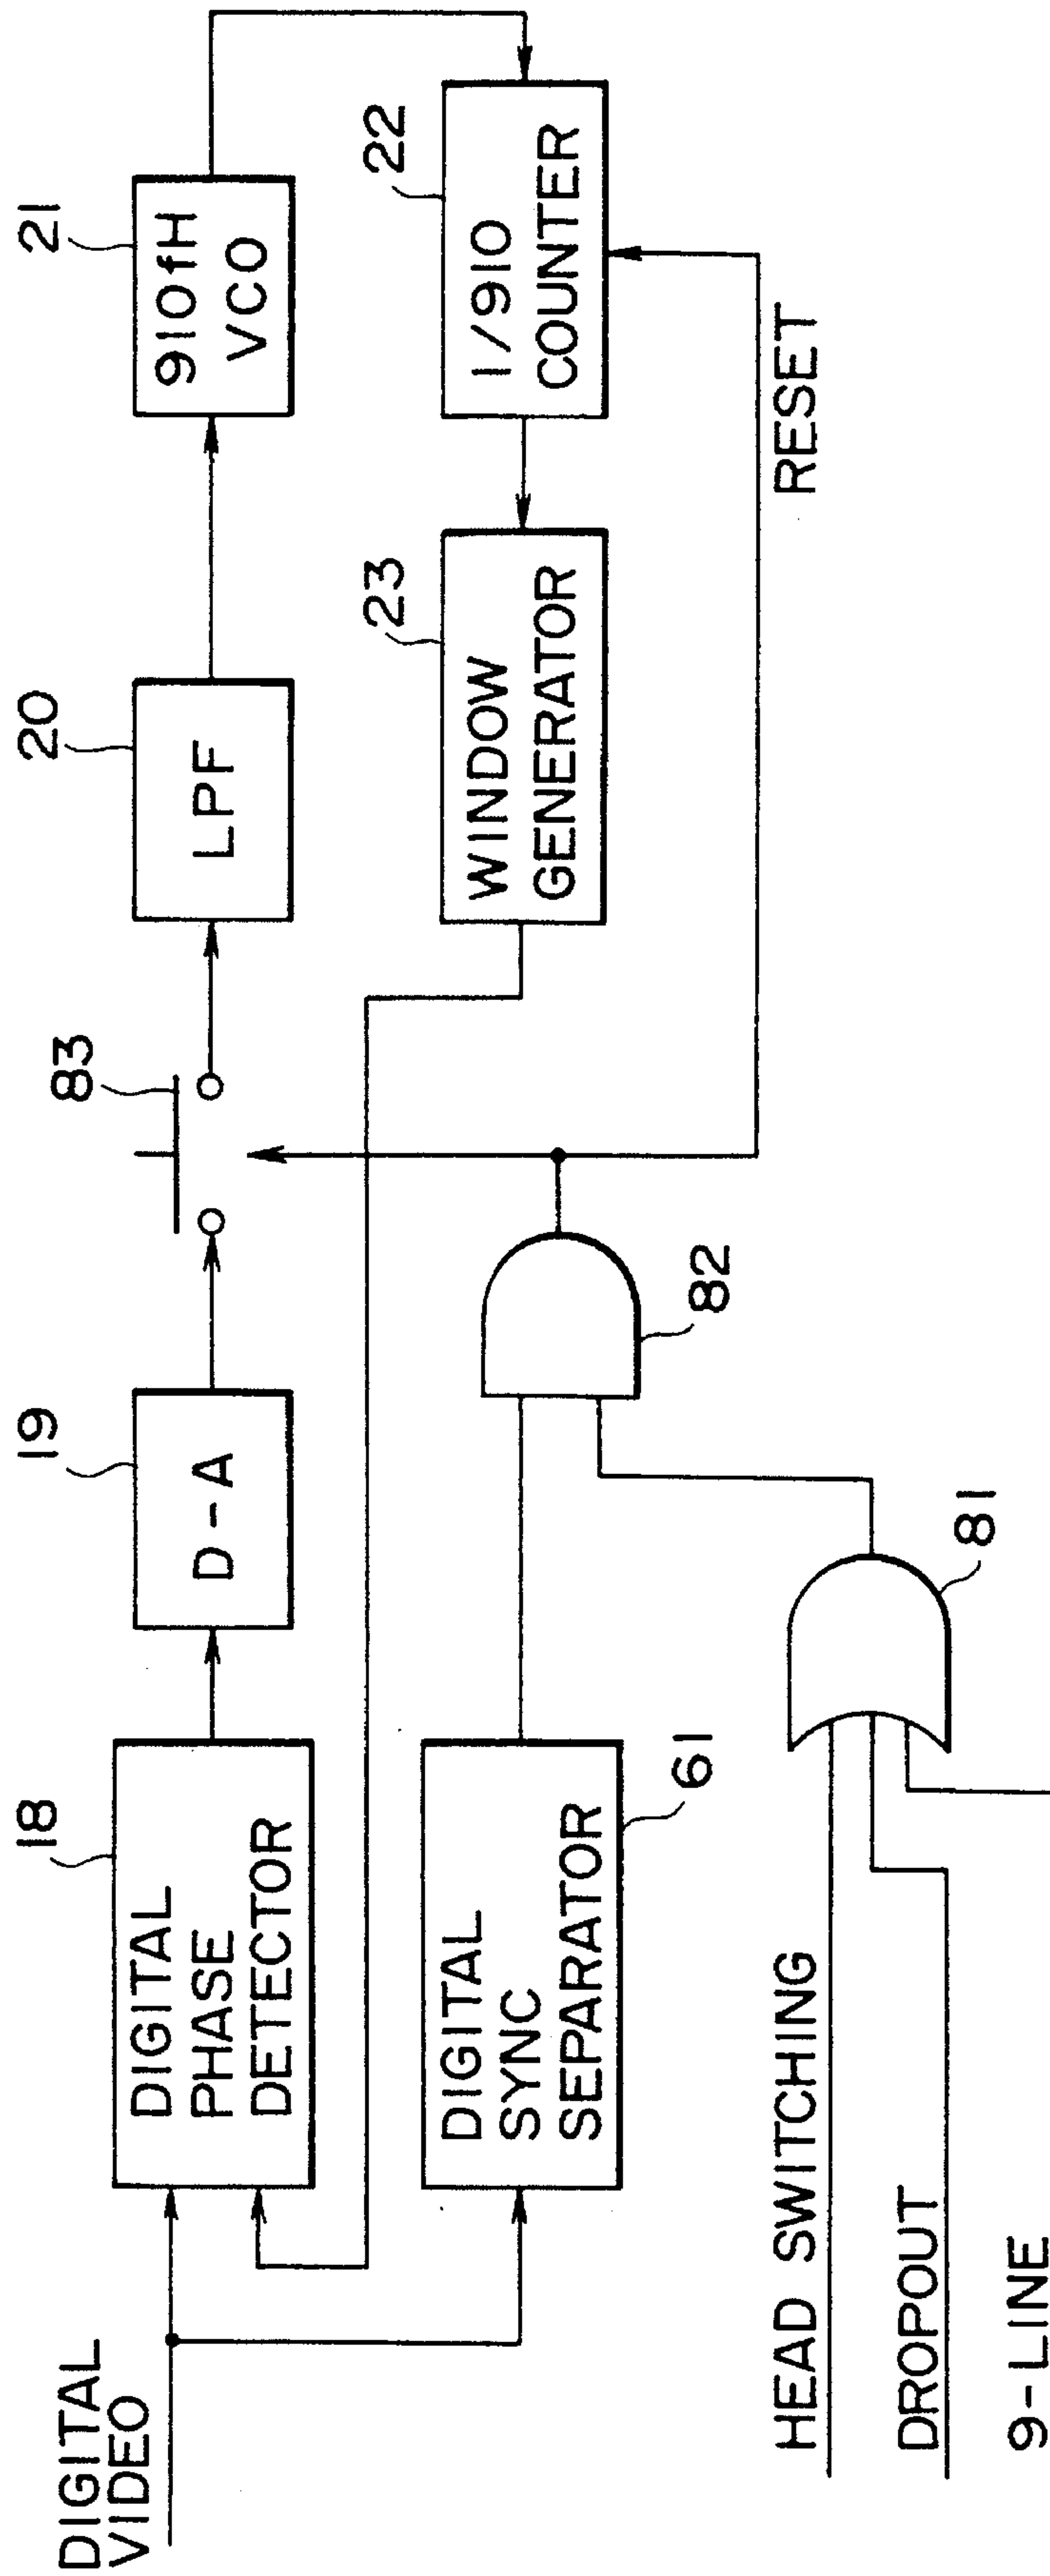 DIGITAL
VIDEO
18
DIGITAL
PHASE
DETECTOR
19
D-A
83
20
LPF
21
910fH
VCO
22
1/910
COUNTER
23
WINDOW
GENERATOR
61
DIGITAL
SYNC
SEPARATOR
82
RESET
81
HEAD SWITCHING
DROPOUT
9-LINE